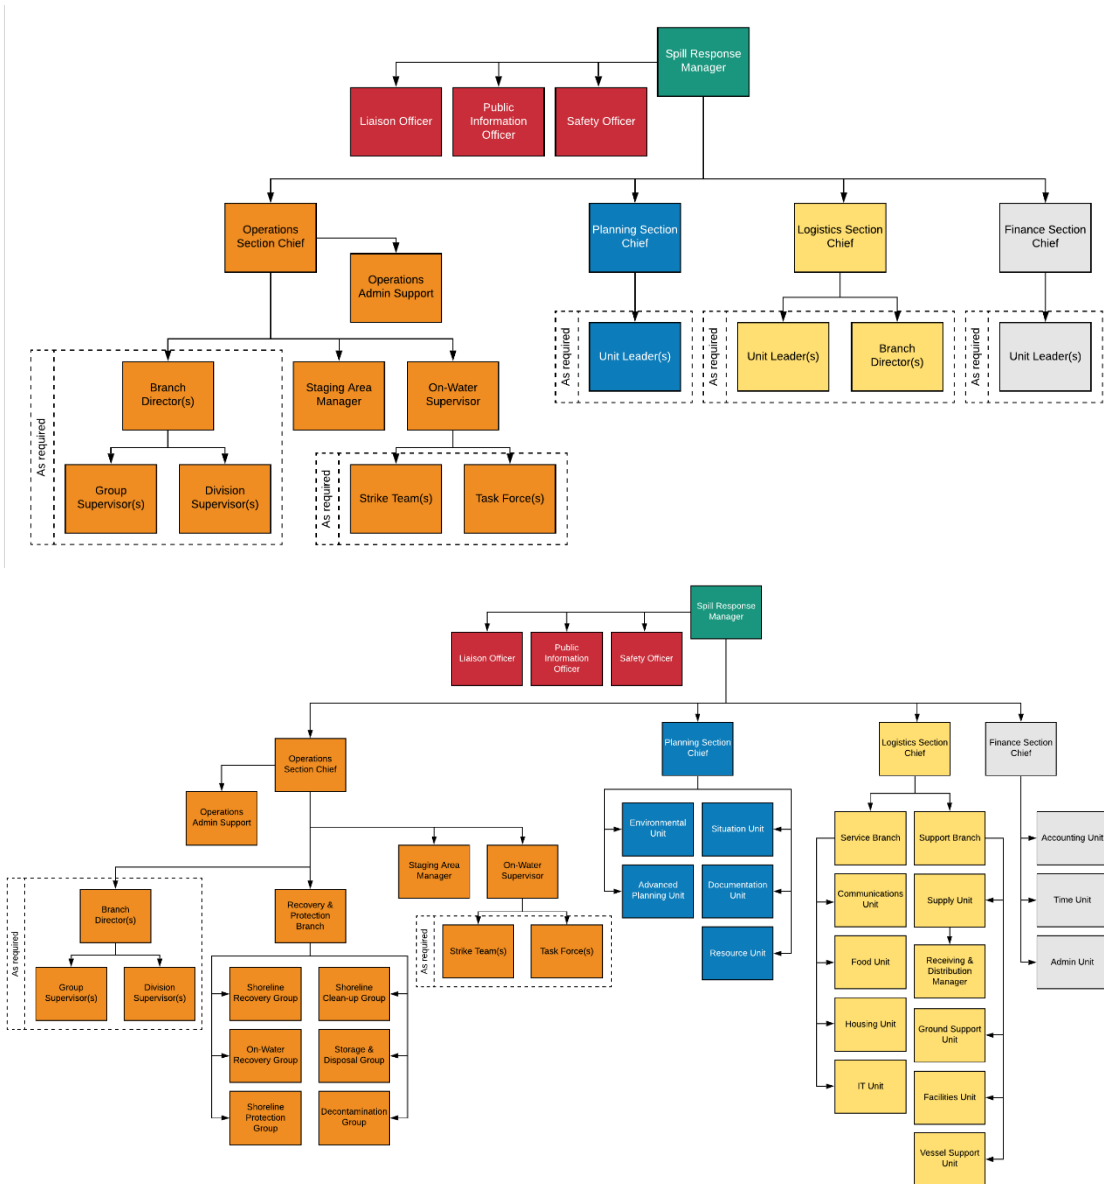 Spill Response
Manager
Liaison Officer
Public
Information
Officer
Safety Officer
Operations
Section Chief
Planning Section
Chief
Logistics Section
Chief
Finance Section
Chief
Operations
Admin Support
As required
Branch
Director(s)
Staging Area
Manager
On-Water
Supervisor
As required
Unit Leader(s)
As required
Unit Leader(s)
Branch
Director(s)
As required
Unit Leader(s)
Group
Supervisor(s)
Division
Supervisor(s)
As required
Strike Team(s)
Task Force(s)
Spill Response
Manager
Liaison Officer
Public
Information
Officer
Safety Officer
Operations
Section Chief
Planning Section
Chief
Logistics Section
Chief
Finance Section
Chief
Operations
Admin Support
Environmental
Unit
Situation Unit
Service Branch
Support Branch
Accounting Unit
Staging Area
Manager
On-Water
Supervisor
Advanced
Planning Unit
Documentation
Unit
Communications
Unit
Supply Unit
Time Unit
As required
Branch
Director(s)
Recovery &
Protection
Branch
As required
Strike Team(s)
Task Force(s)
Resource Unit
Food Unit
Receiving &
Distribution
Manager
Admin Unit
Group
Supervisor(s)
Division
Supervisor(s)
Shoreline
Recovery Group
Shoreline
Clean-up Group
Housing Unit
Ground Support
Unit
On-Water
Recovery Group
Storage &
Disposal Group
IT Unit
Facilities Unit
Shoreline
Protection
Group
Decontamination
Group
Vessel Support
Unit